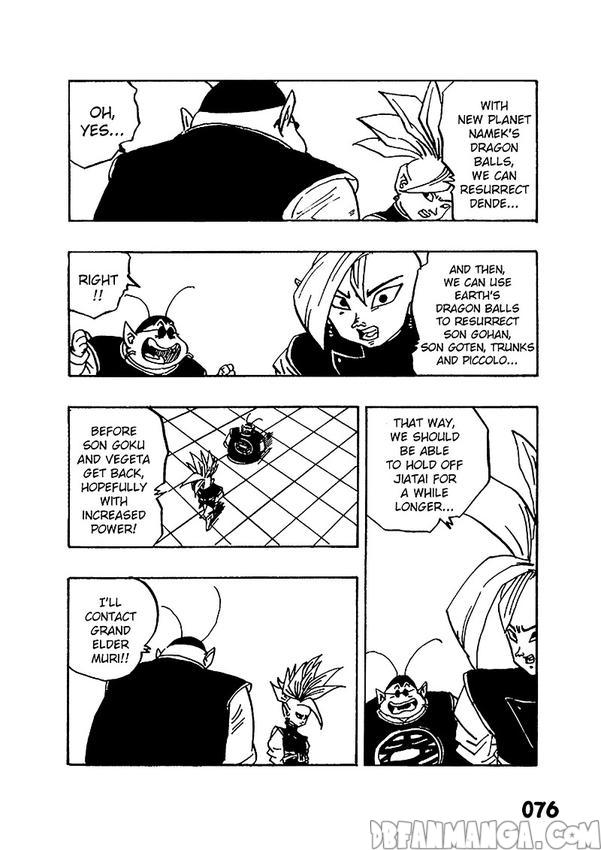 WITH
NEW PLANET
NAMEK'S
DRAGON
BALLS,
WE CAN
RESURRECT
DENDE...
OH,
YES...
AND THEN,
WE CAN USE
EARTH'S
DRAGON BALLS
TO RESURRECT
SON GOHAN,
SON GOTEN, TRUNKS
AND PICCOLO...
RIGHT
!!
THAT WAY,
WE SHOULD
BE ABLE
TO HOLD OFF
JIATAI FOR
A WHILE
LONGER...
BEFORE
SON GOKU
AND VEGETA
GET BACK,
HOPEFULLY
WITH
INCREASED
POWER!
I'LL
CONTACT
GRAND
ELDER
MURI!!
076
DBFANMANGA.COM